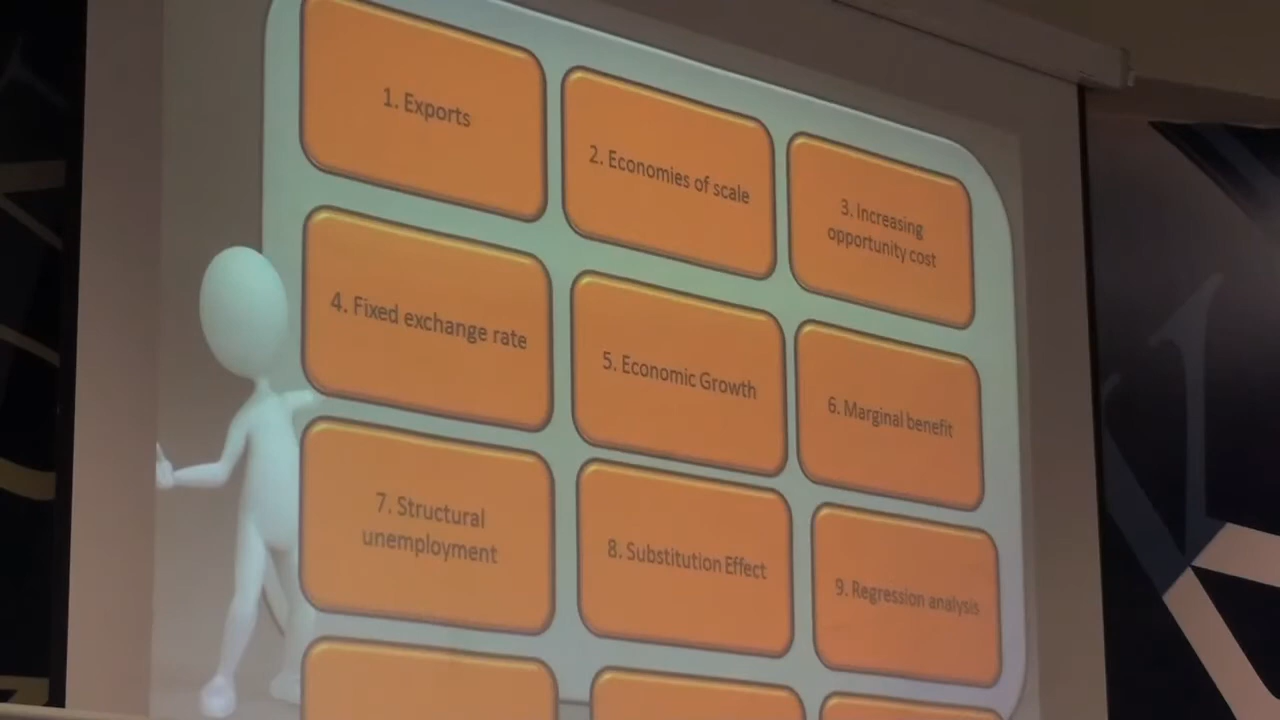 1. Exports
2. Economies of scale
3. Increasing
opportunity cost
4. Fixed exchange rate
5. Economic Growth
6. Marginal benefit
7. Structural
unemployment
8. Substitution Effect
9. Regression analysis